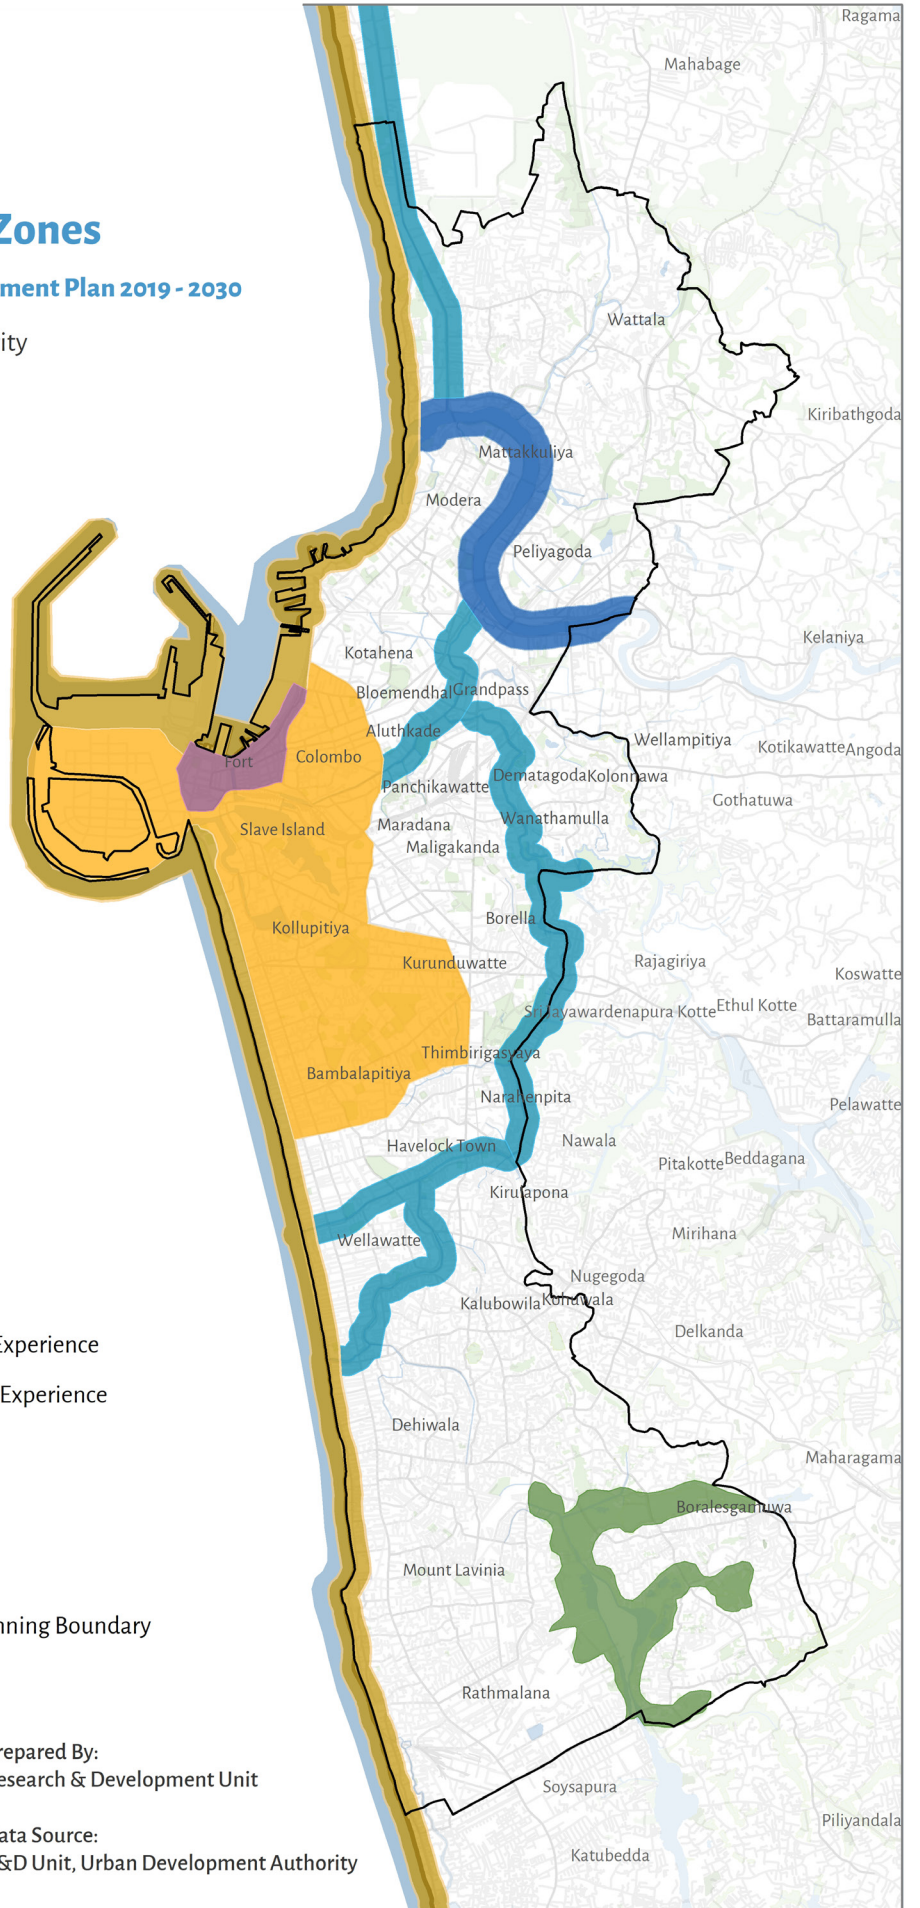 Ragama
Mahabage
Zones
ment Plan 2019 - 2030
ity
Wattala
Kiribathgoda
Mattakkuliya
Modera
Peliyagoda
Kelaniya
Kotahena
Bloemendhal
Grandpass
Aluthkade
Wellampitiya
Kotikawatte
Angoda
Fort
Colombo
Panchikawatte
Dematagoda
Kolonnawa
Gothatuwa
Slave Island
Maradana
Wanathamulla
Maligakanda
Borella
Kollupitiya
Kurunduwatte
Rajagiriya
Koswatte
Sri Jayawardenapura Kotte
Ethul Kotte
Battaramulla
Thimbirigasyaya
Bambalapitiya
Narahenpita
Pelawatte
Havelock Town
Nawala
Pitakotte
Beddagana
Kirulapona
Wellawatte
Mirihana
Nugegoda
Kalubowila
Kohuwala
Delkanda
Experience
Experience
Dehiwala
Maharagama
Boralesgamuwa
Mount Lavinia
nning Boundary
Rathmalana
repared By:
esearch & Development Unit
Soysapura
Piliyandala
ata Source:
&D Unit, Urban Development Authority
Katubedda